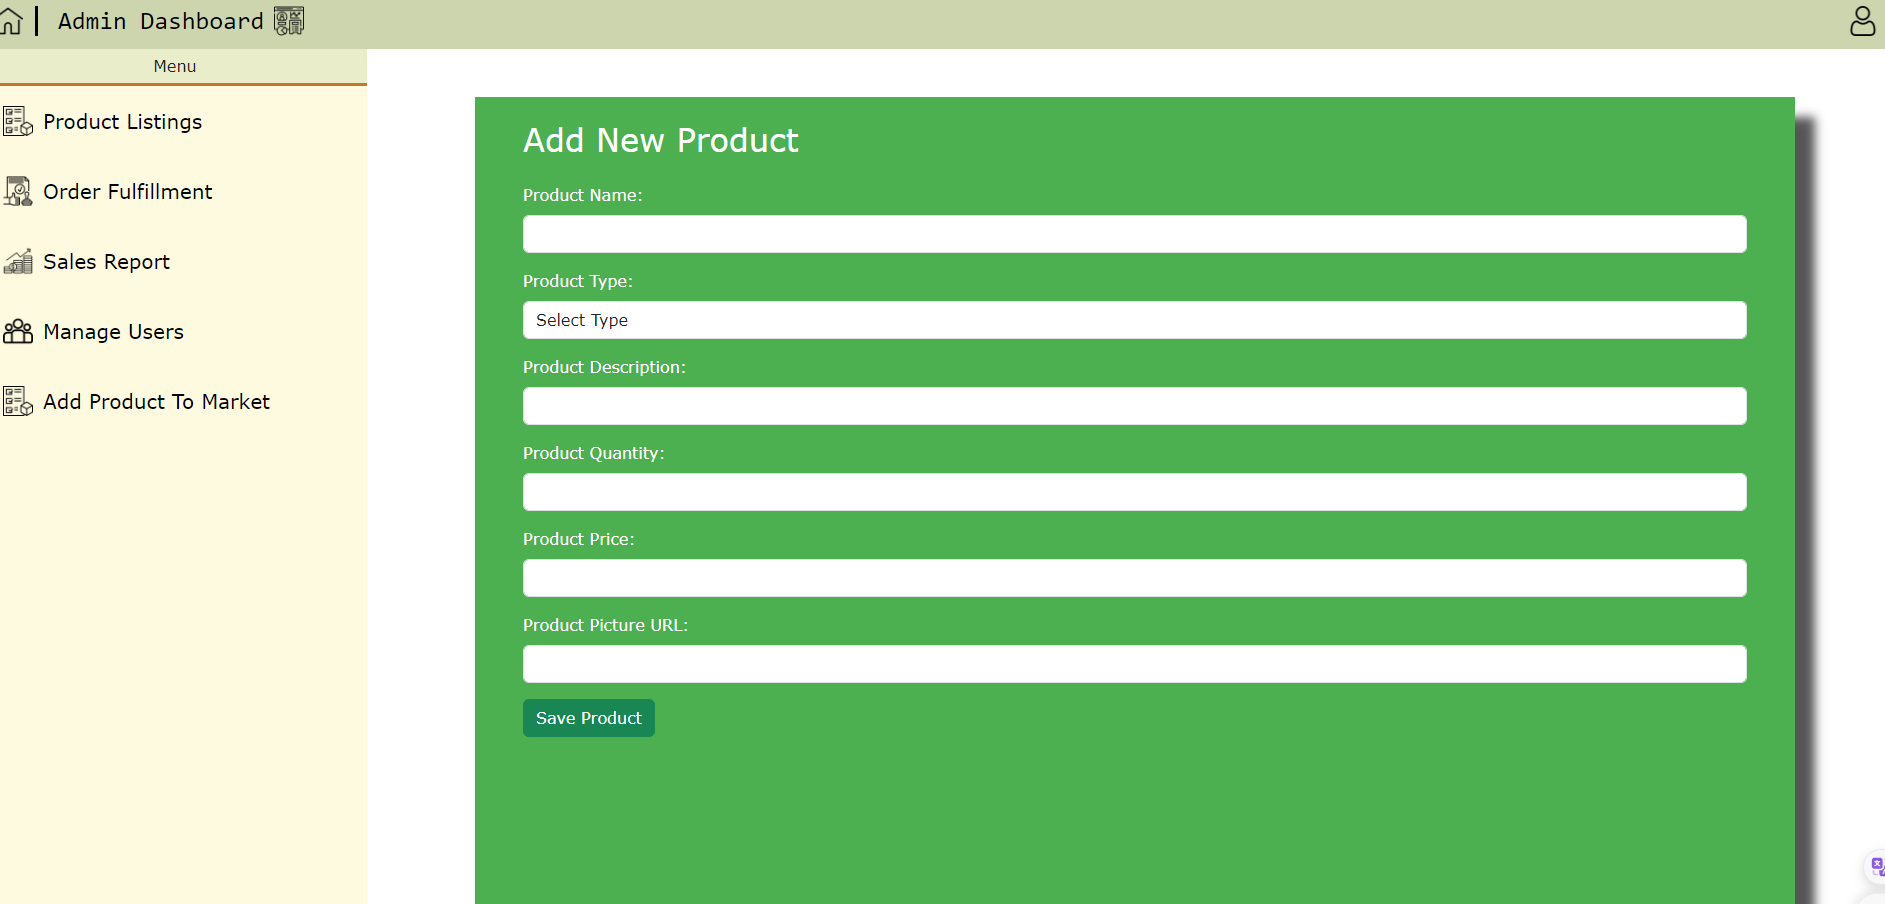 Admin Dashboard
Menu
Product Listings
Order Fulfillment
Sales Report
Manage Users
Add Product To Market
Add New Product
Product Name:
Product Type:
Select Type
Product Description:
Product Quantity:
Product Price:
Product Picture URL:
Save Product